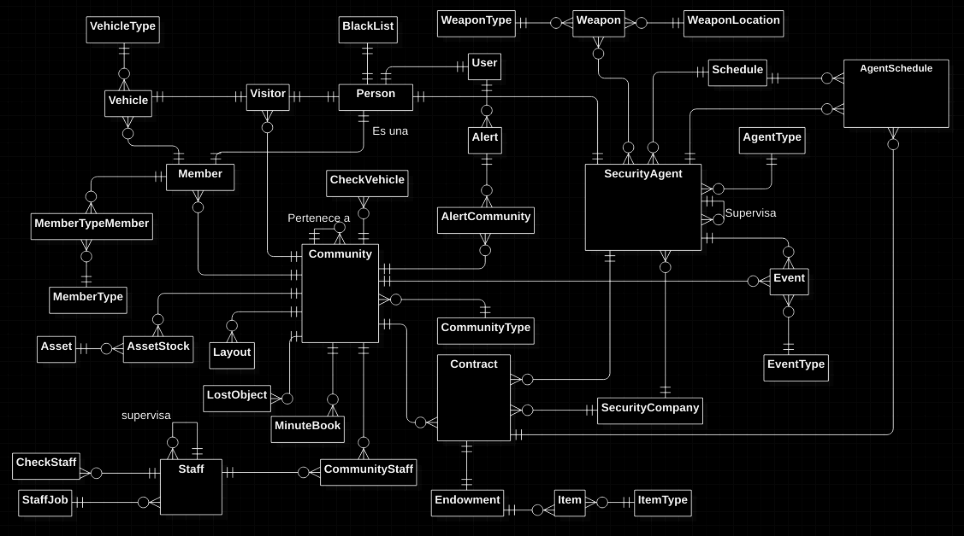 WeaponType
Weapon
WeaponLocation
VehicleType
BlackList
User
Schedule
AgentSchedule
Vehicle
Visitor
Person
Es una
Alert
AgentType
Member
CheckVehicle
SecurityAgent
MemberTypeMember
Pertenece a
AlertCommunity
Supervisa
Community
MemberType
Event
CommunityType
Asset
AssetStock
Layout
Contract
EventType
LostObject
SecurityCompany
supervisa
MinuteBook
CheckStaff
Staff
CommunityStaff
StaffJob
Endowment
Item
ItemType